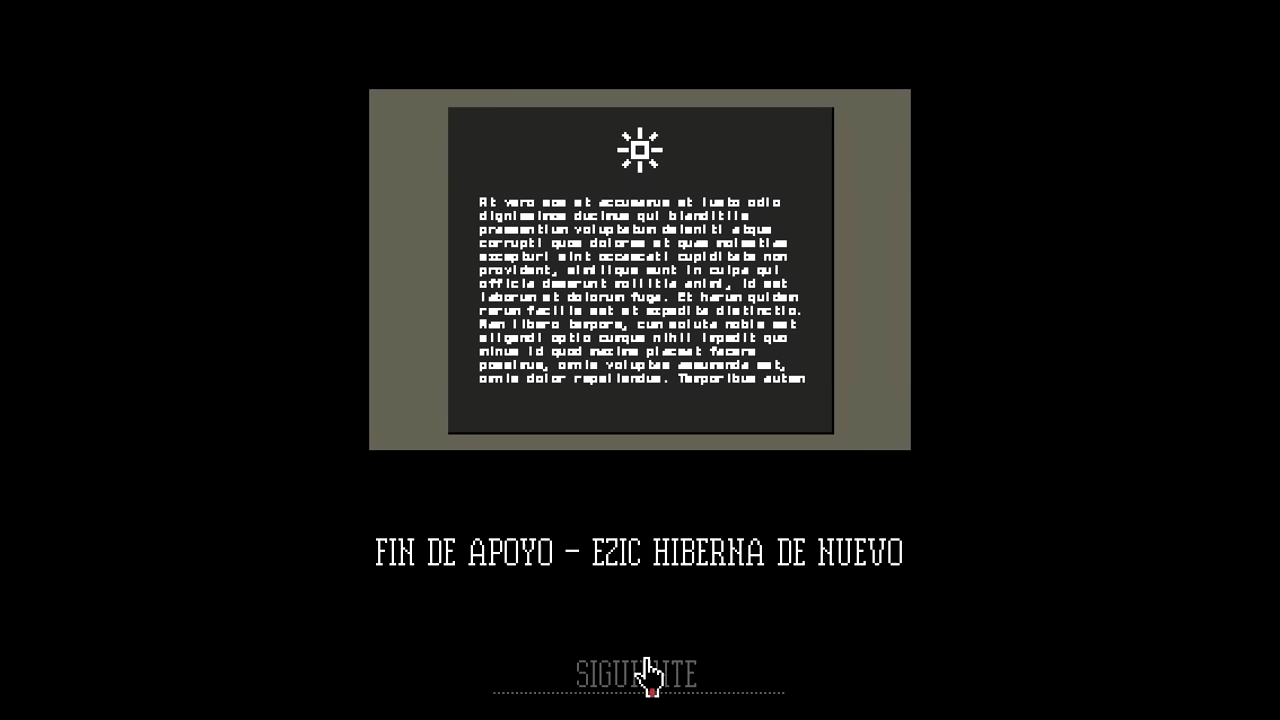 At vero eos et accusamus et iusto odio
dignissimos ducimus qui blanditiis
praesentium voluptatum deleniti atque
corrupti quos dolores et quas molestias
excepturi sint occaecati cupiditate non
provident, similique sunt in culpa qui
officia deserunt mollitia animi, id est
laborum et dolorum fuga. Et harum quidem
rerum facilis est et expedita distinctio.
Nam libero tempore, cum soluta nobis est
eligendi optio cumque nihil impedit quo
minus id quod maxime placeat facere
possimus, omnis voluptas assumenda est,
omnis dolor repellendus. Temporibus autem
FIN DE APOYO - EZIC HIBERNA DE NUEVO
SIGUIENTE